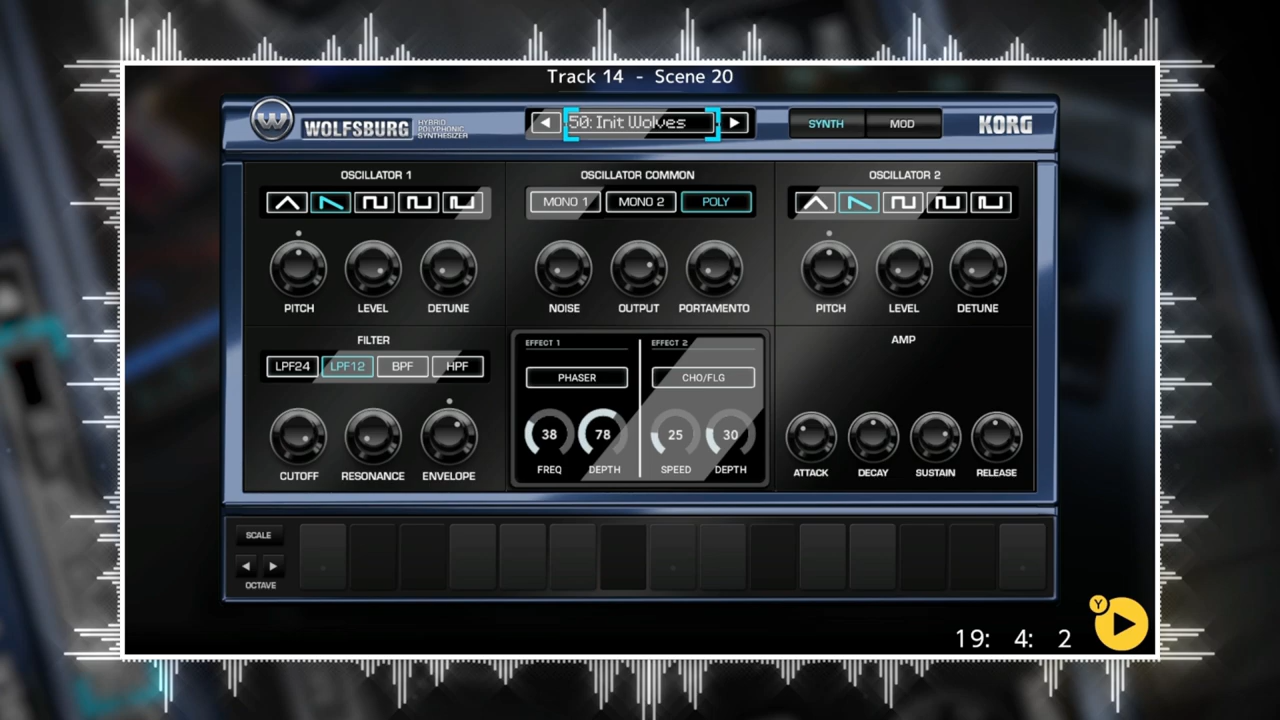 Track 14 - Scene 20
W
WOLFSBURG
HYBRID
POLYPHONIC
SYNTHESIZER
50: Init Wolves
SYNTH
MOD
KORG
OSCILLATOR 1
OSCILLATOR COMMON
OSCILLATOR 2
MONO 1
MONO 2
POLY
PITCH
LEVEL
DETUNE
NOISE
OUTPUT
PORTAMENTO
PITCH
LEVEL
DETUNE
FILTER
EFFECT 1
EFFECT 2
AMP
LPF24
LPF12
BPF
HPF
PHASER
CHO/FLG
38
78
25
30
CUTOFF
RESONANCE
ENVELOPE
FREQ
DEPTH
SPEED
DEPTH
ATTACK
DECAY
SUSTAIN
RELEASE
SCALE
OCTAVE
19: 4: 2
Y